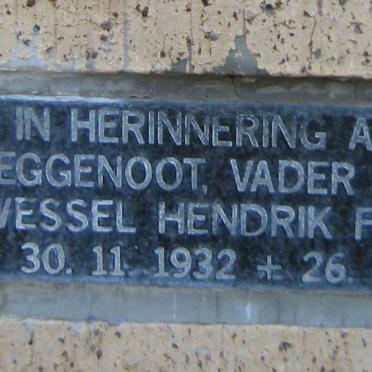 IN HERINNERING A
EGGENOOT, VADER
WESSEL HENDRIK F
30. 11. 1932 + 26